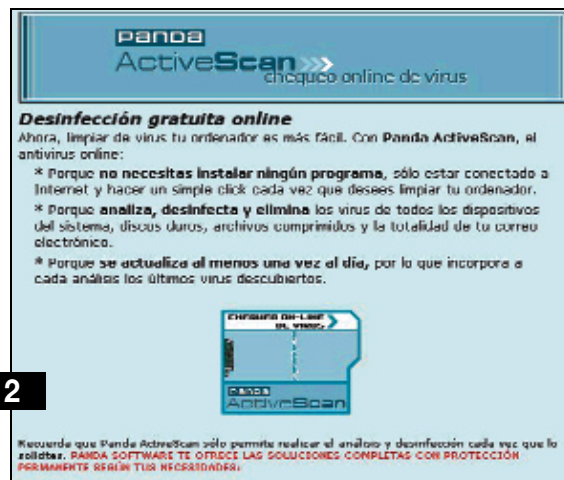 panda
ActiveScan
chequeo online de virus
Desinfección gratuita online
Ahora, limpiar de virus tu ordenador es más fácil. Con Panda ActiveScan, el
antivirus online:
* Porque no necesitas instalar ningún programa, sólo estar conectado a
Internet y hacer un simple click cada vez que desees limpiar tu ordenador.
* Porque analiza, desinfecta y elimina los virus de todos los dispositivos
del sistema, discos duros, archivos comprimidos y la totalidad de tu correo
electrónico.
* Porque se actualiza al menos una vez al día, por lo que incorpora a
cada análisis los últimos virus descubiertos.
CHEQUEO ON-LINE
DE VIRUS
panda
ActiveScan
2
Recuerda que Panda ActiveScan sólo permite realizar el análisis y desinfección cada vez que lo
solicites. PANDA SOFTWARE TE OFRECE LAS SOLUCIONES COMPLETAS CON PROTECCIÓN
PERMANENTE SEGÚN TUS NECESIDADES: